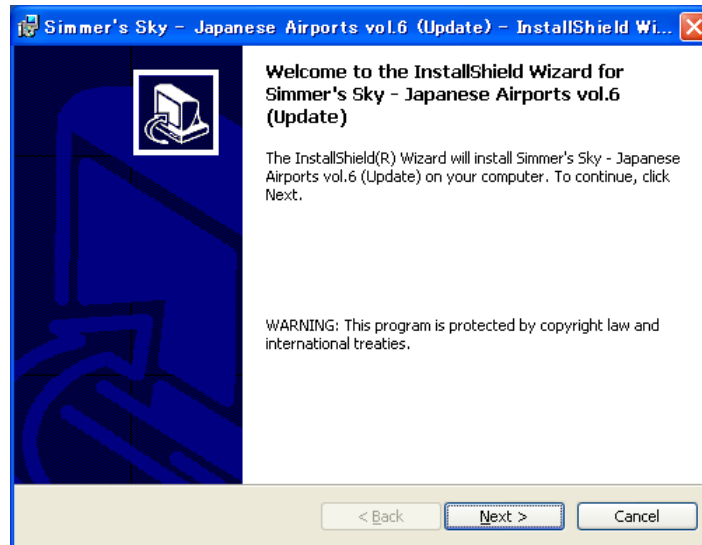 Simmer's Sky - Japanese Airports vol.6 (Update) - InstallShield Wi...
Welcome to the InstallShield Wizard for
Simmer's Sky - Japanese Airports vol.6
(Update)
The InstallShield(R) Wizard will install Simmer's Sky - Japanese
Airports vol.6 (Update) on your computer. To continue, click
Next.
WARNING: This program is protected by copyright law and
international treaties.
< Back
Next >
Cancel